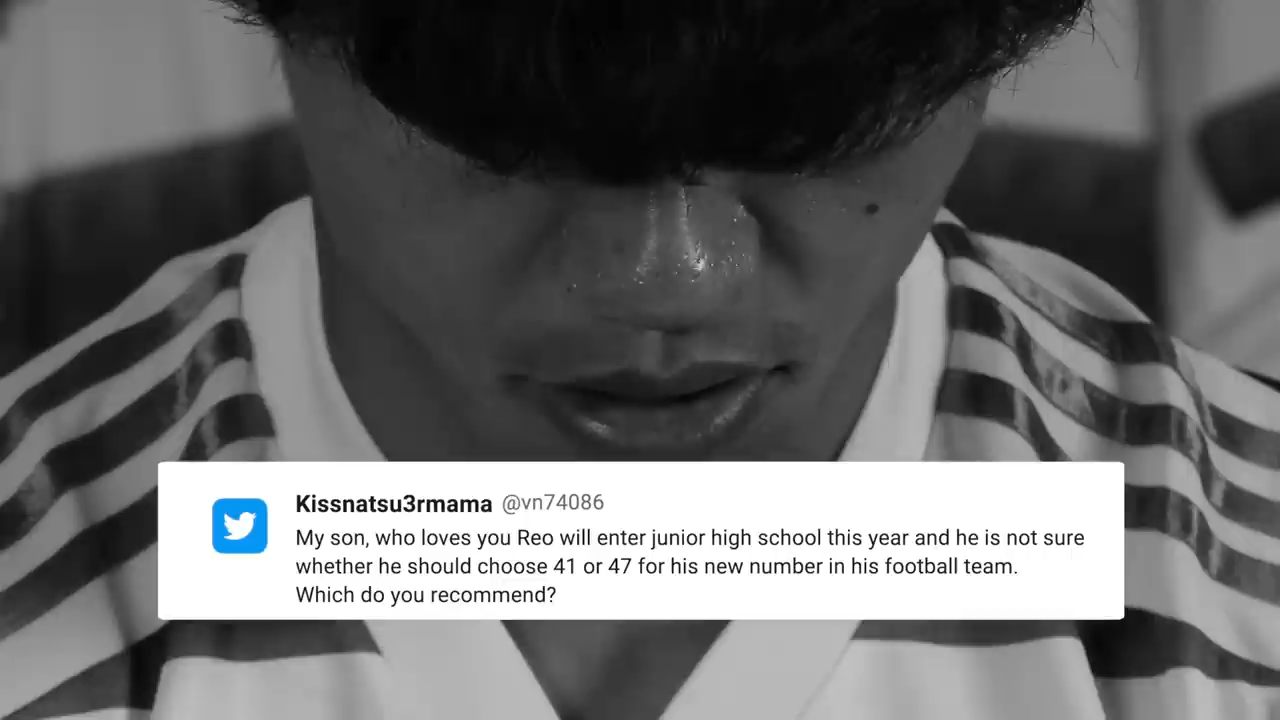 Kissnatsu3rmama @vn74086
My son, who loves you Reo will enter junior high school this year and he is not sure
whether he should choose 41 or 47 for his new number in his football team.
Which do you recommend?